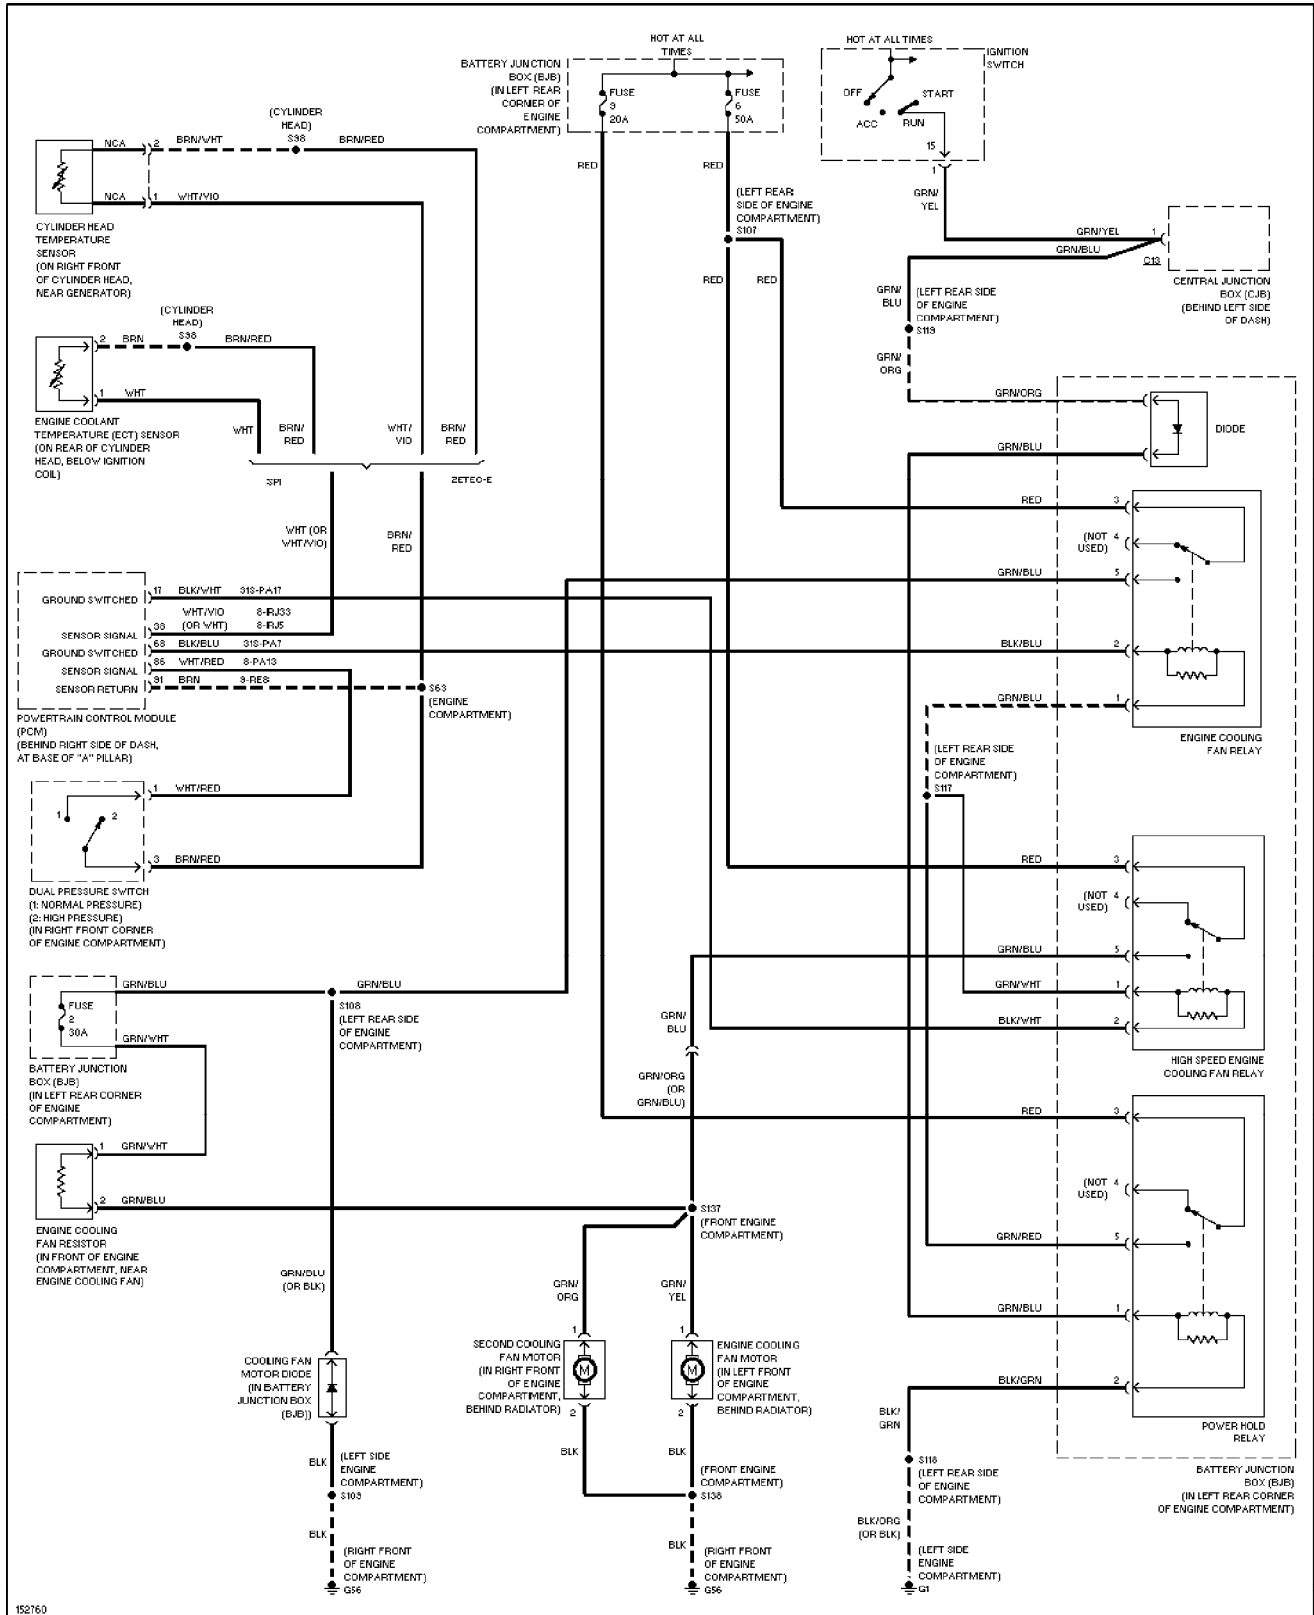 HOT AT ALL
TIMES
HOT AT ALL TIMES
BATTERY JUNCTION
BOX (BJB)
(IN LEFT REAR
CORNER OF
ENGINE
COMPARTMENT)
FUSE
9
20A
FUSE
6
50A
IGNITION
SWITCH
OFF
START
ACC
RUN
15
1
GRN/
YEL
RED
RED
(CYLINDER
HEAD)
S98
NCA
2
BRN/WHT
BRN/RED
NCA
1
WHT/VIO
CYLINDER HEAD
TEMPERATURE
SENSOR
(ON RIGHT FRONT
OF CYLINDER HEAD,
NEAR GENERATOR)
(LEFT REAR
SIDE OF ENGINE
COMPARTMENT)
S107
RED
RED
GRN/YEL
1
GRN/BLU
C13
CENTRAL JUNCTION
BOX (CJB)
(BEHIND LEFT SIDE
OF DASH)
GRN/
BLU
(LEFT REAR SIDE
OF ENGINE
COMPARTMENT)
S119
GRN/
ORG
(CYLINDER
HEAD)
S98
2
BRN
BRN/RED
1
WHT
ENGINE COOLANT
TEMPERATURE (ECT) SENSOR
(ON REAR OF CYLINDER
HEAD, BELOW IGNITION
COIL)
WHT
BRN/
RED
WHT/
VIO
BRN/
RED
SPI
ZETEC-E
GRN/ORG
DIODE
GRN/BLU
WHT (OR
WHT/VIO)
BRN/
RED
RED
3
(NOT
USED)
4
GRN/BLU
5
BLK/BLU
2
GRN/BLU
1
ENGINE COOLING
FAN RELAY
GROUND SWITCHED
17
BLK/WHT
31S-PA17
WHT/VIO
8-RJ33
SENSOR SIGNAL
38
(OR WHT)
8-RJ5
GROUND SWITCHED
68
BLK/BLU
31S-PA7
SENSOR SIGNAL
86
WHT/RED
8-PA13
SENSOR RETURN
91
BRN
9-RE8
S63
(ENGINE
COMPARTMENT)
POWERTRAIN CONTROL MODULE
(PCM)
(BEHIND RIGHT SIDE OF DASH,
AT BASE OF "A" PILLAR)
(LEFT REAR SIDE
OF ENGINE
COMPARTMENT)
S117
1
WHT/RED
1
2
3
BRN/RED
DUAL PRESSURE SWITCH
(1: NORMAL PRESSURE)
(2: HIGH PRESSURE)
(IN RIGHT FRONT CORNER
OF ENGINE COMPARTMENT)
RED
3
(NOT
USED)
4
GRN/BLU
5
GRN/WHT
1
BLK/WHT
2
HIGH SPEED ENGINE
COOLING FAN RELAY
GRN/BLU
GRN/BLU
FUSE
2
30A
GRN/WHT
S108
(LEFT REAR SIDE
OF ENGINE
COMPARTMENT)
BATTERY JUNCTION
BOX (BJB)
(IN LEFT REAR CORNER
OF ENGINE
COMPARTMENT)
GRN/
BLU
GRN/ORG
(OR
GRN/BLU)
1
GRN/WHT
2
GRN/BLU
ENGINE COOLING
FAN RESISTOR
(IN FRONT OF ENGINE
COMPARTMENT, NEAR
ENGINE COOLING FAN)
S137
(FRONT ENGINE
COMPARTMENT)
RED
3
(NOT
USED)
4
GRN/RED
5
GRN/BLU
1
BLK/GRN
2
POWER HOLD
RELAY
BATTERY JUNCTION
BOX (BJB)
(IN LEFT REAR CORNER
OF ENGINE COMPARTMENT)
GRN/BLU
(OR BLK)
GRN/
ORG
GRN/
YEL
COOLING FAN
MOTOR DIODE
(IN BATTERY
JUNCTION BOX
(BJB))
1
SECOND COOLING
FAN MOTOR
(IN RIGHT FRONT
OF ENGINE
COMPARTMENT,
BEHIND RADIATOR)
M
2
1
M
2
ENGINE COOLING
FAN MOTOR
(IN LEFT FRONT
OF ENGINE
COMPARTMENT,
BEHIND RADIATOR)
BLK/
GRN
BLK
(LEFT SIDE
ENGINE
COMPARTMENT)
S109
BLK
BLK
(FRONT ENGINE
COMPARTMENT)
S138
S118
(LEFT REAR SIDE
OF ENGINE
COMPARTMENT)
BLK/ORG
(OR BLK)
BLK
(RIGHT FRONT
OF ENGINE
COMPARTMENT)
G56
BLK
(RIGHT FRONT
OF ENGINE
COMPARTMENT)
G56
(LEFT SIDE
ENGINE
COMPARTMENT)
G1
152760